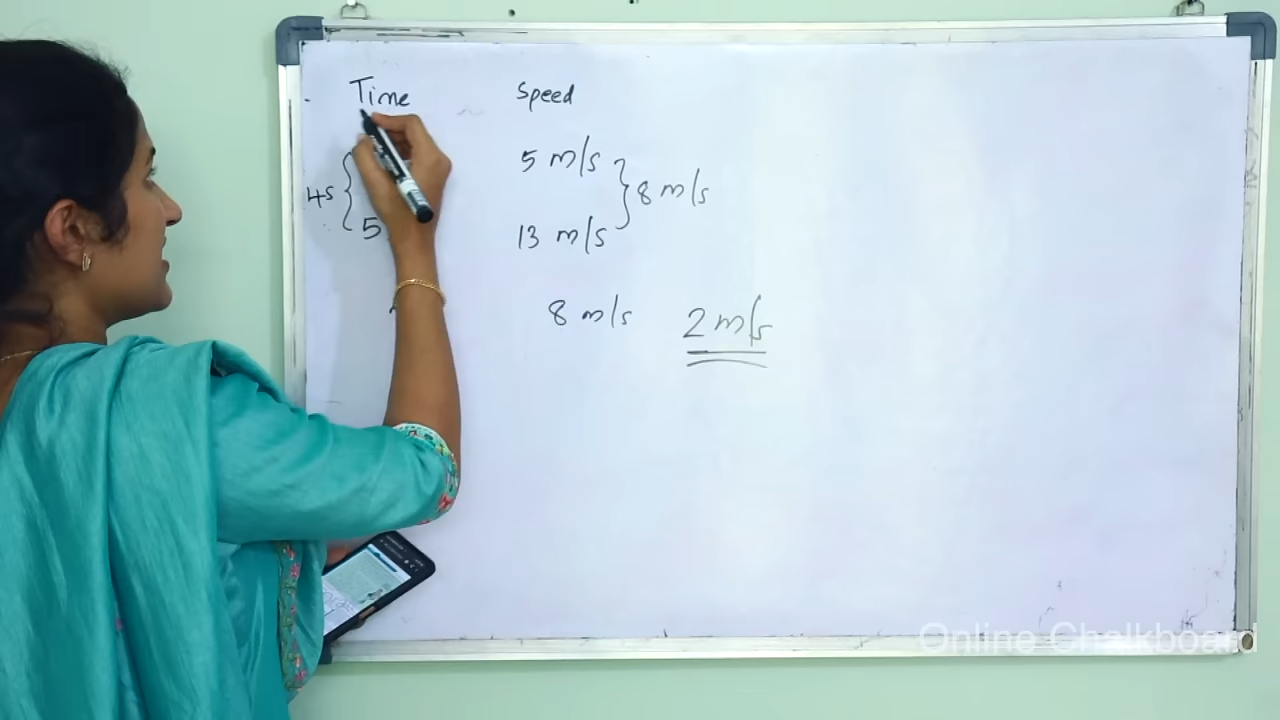 Time Speed
5 m/s
4s 8 m/s
5 13 m/s
8 m/s 2 m/s
Online Chalkboard